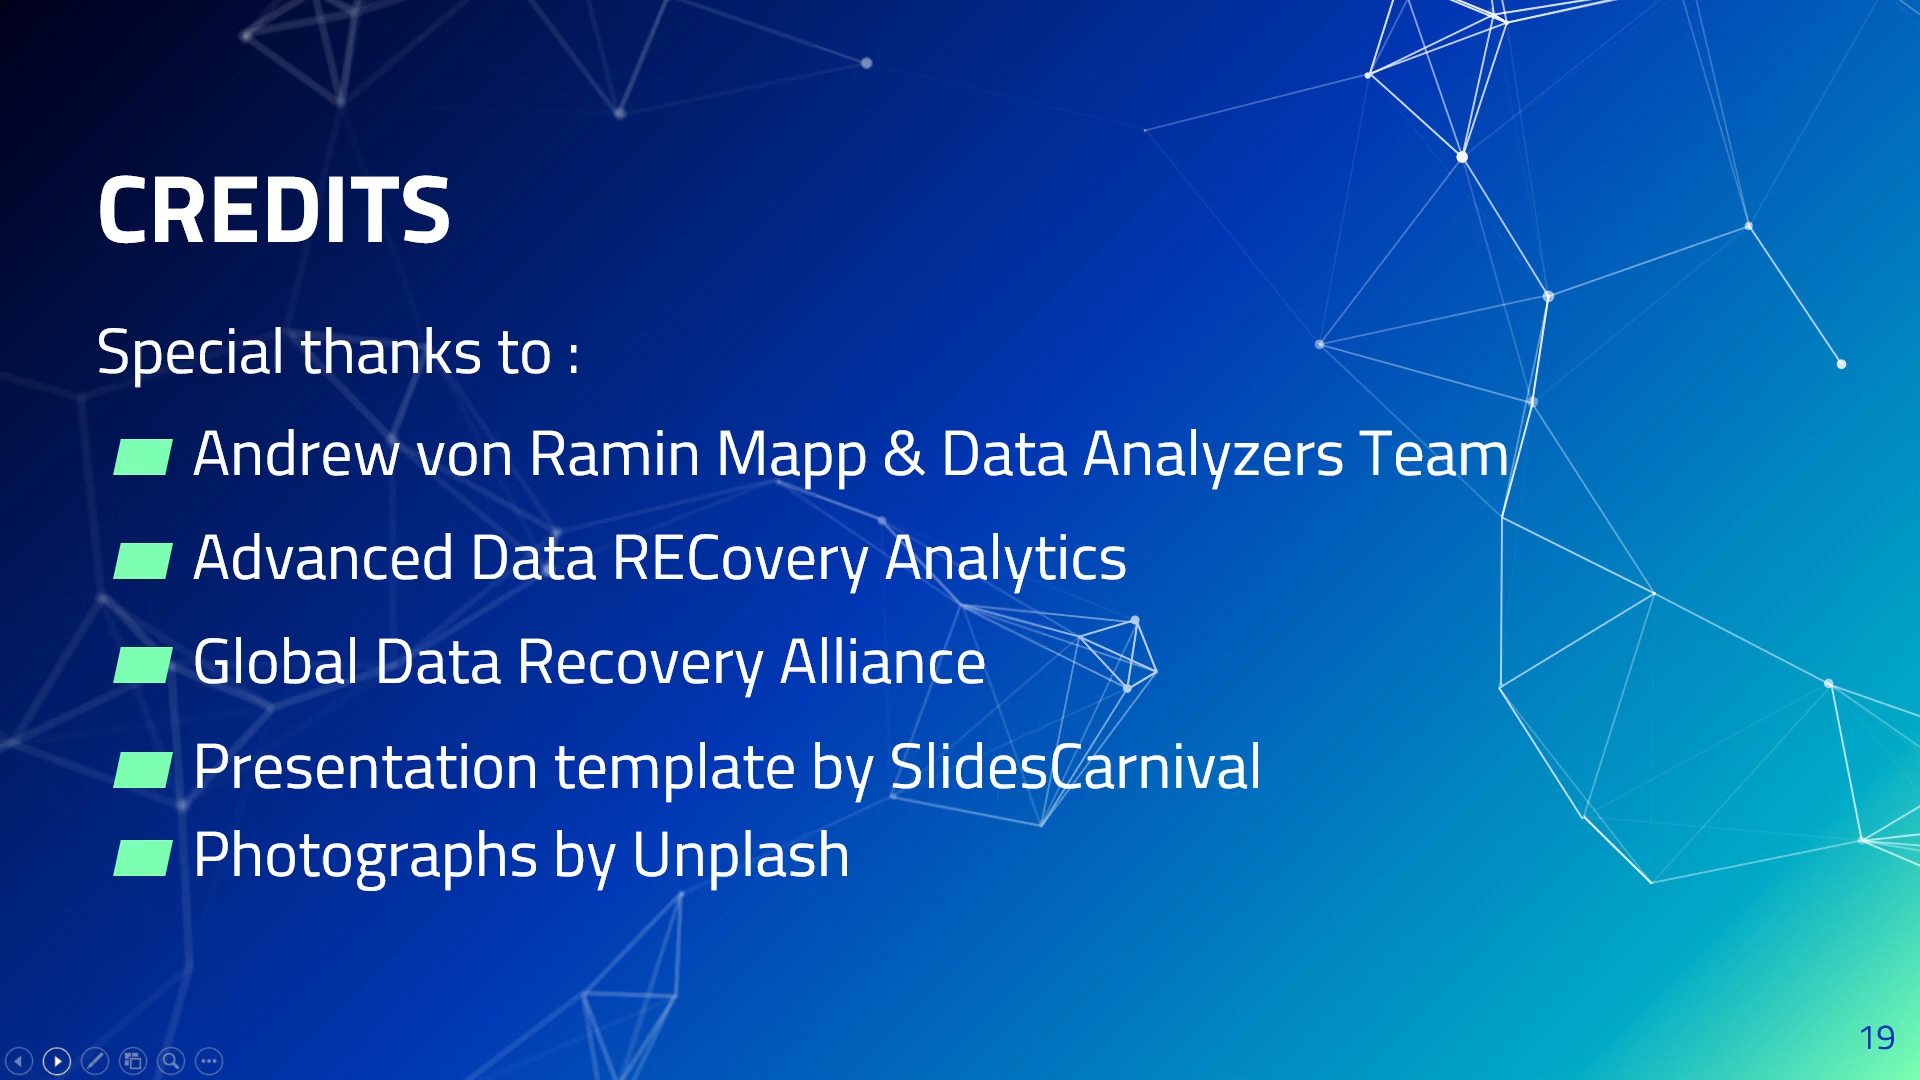 CREDITS
Special thanks to :
Andrew von Ramin Mapp & Data Analyzers Team
Advanced Data RECovery Analytics
Global Data Recovery Alliance
Presentation template by SlidesCarnival
Photographs by Unplash
19